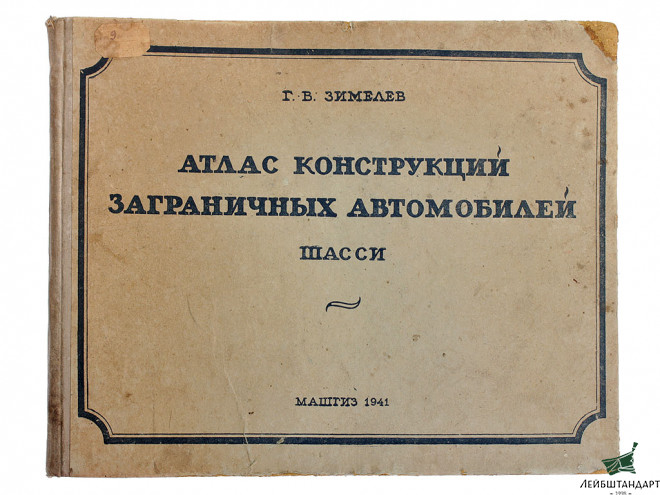 Г. В. ЗИМЕЛЕВ
АТЛАС КОНСТРУКЦИЙ
ЗАГРАНИЧНЫХ АВТОМОБИЛЕЙ
ШАССИ
МАШГИЗ 1941
ЛЕЙБШТАНДАРТ